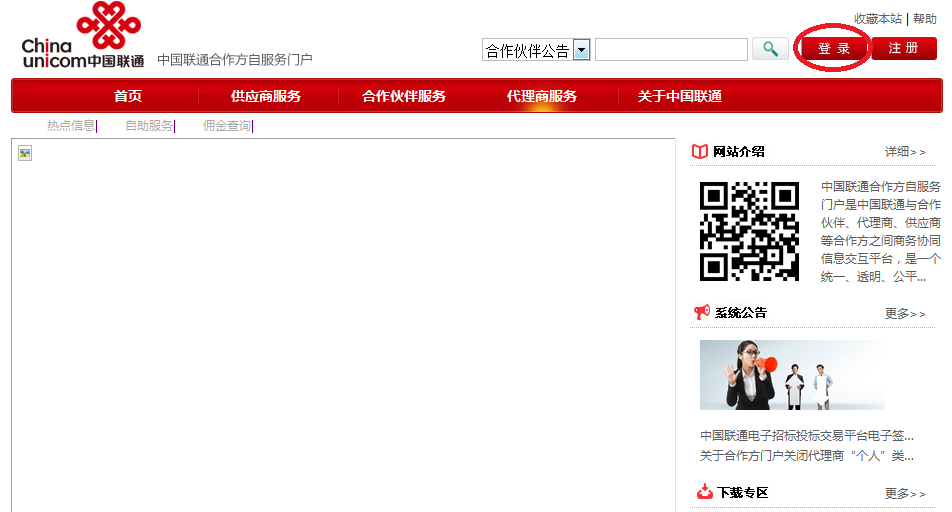 收藏本站 | 帮助
China
unicom中国联通
中国联通合作方自服务门户
合作伙伴公告
登 录
注 册
首页
供应商服务
合作伙伴服务
代理商服务
关于中国联通
热点信息|
自助服务|
佣金查询|
网站介绍
详细>>
中国联通合作方自服务
门户是中国联通与合作
伙伴、代理商、供应商
等合作方之间商务协同
信息交互平台，是一个
统一、透明、公平...
系统公告
更多>>
中国联通电子招标投标交易平台电子签...
关于合作方门户关闭代理商“个人”类...
下载专区
更多>>